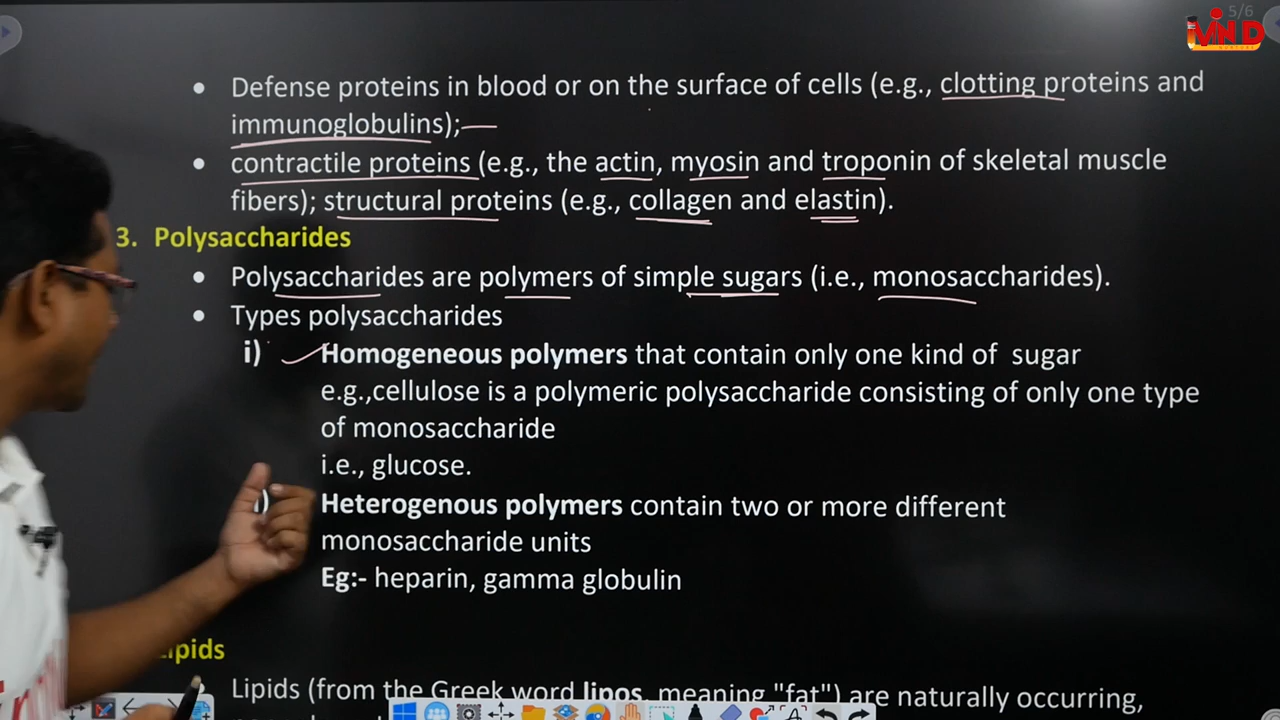 5/6
MIND
• Defense proteins in blood or on the surface of cells (e.g., clotting proteins and
immunoglobulins);
• contractile proteins (e.g., the actin, myosin and troponin of skeletal muscle
fibers); structural proteins (e.g., collagen and elastin).
3. Polysaccharides
• Polysaccharides are polymers of simple sugars (i.e., monosaccharides).
• Types polysaccharides
i) Homogeneous polymers that contain only one kind of sugar
e.g.,cellulose is a polymeric polysaccharide consisting of only one type
of monosaccharide
i.e., glucose.
) Heterogenous polymers contain two or more different
monosaccharide units
Eg:- heparin, gamma globulin
Lipids
Lipids (from the Greek word lipos, meaning "fat") are naturally occurring,